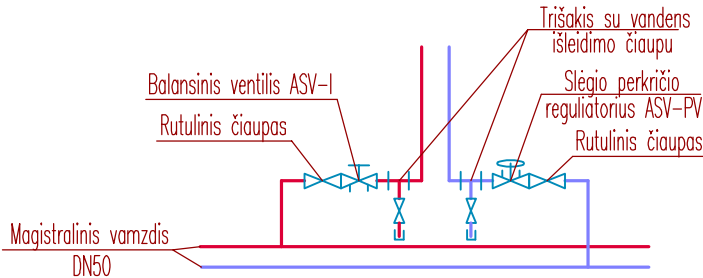 Trišakis su vandens
išleidimo čiaupu
Balansinis ventilis ASV-I
Slėgio perkričio
reguliatorius ASV-PV
Rutulinis čiaupas
Rutulinis čiaupas
Magistralinis vamzdis
DN50